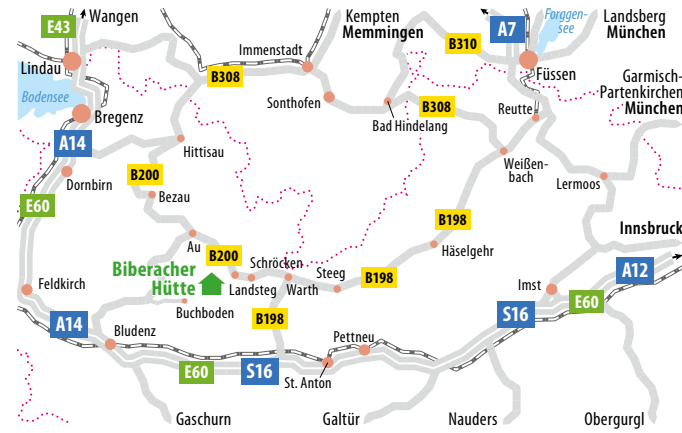 Wangen
E43
Kempten
Memmingen
B310
A7
Forggen-
see
Landsberg
München
Immenstadt
Lindau
B308
Füssen
Garmisch-
Partenkirchen
München
Bodensee
Bregenz
Sonthofen
Bad Hindelang
B308
Reutte
A14
Hittisau
Weißen-
bach
Dornbirn
B200
Bezau
Lermoos
E60
B198
Innsbruck
Au
B200
Häselgehr
Biberacher
Hütte
Schröcken
Landsteg
Warth
Steeg
B198
A12
Imst
Feldkirch
Buchboden
E60
A14
B198
S16
Bludenz
Pettneu
E60
S16
St. Anton
Gaschurn
Galtür
Nauders
Obergurgl